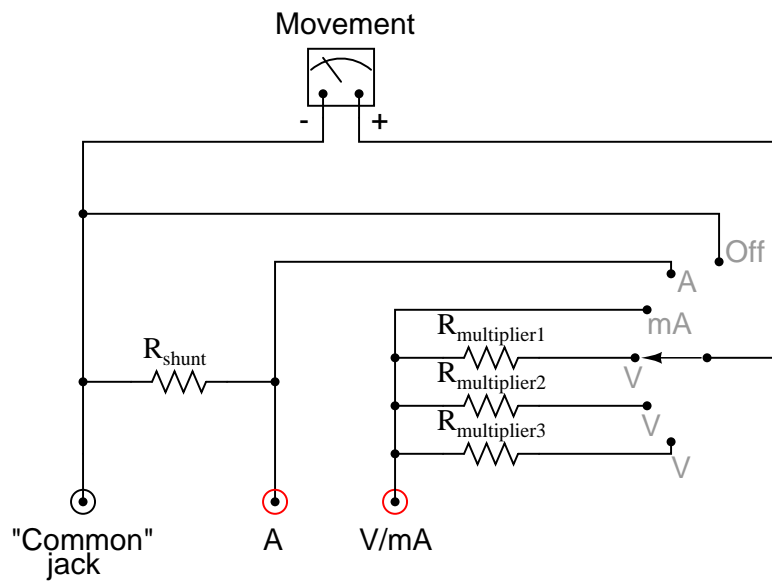 Movement
- +
Off
A
mA
Rmultiplier1
Rshunt
V
Rmultiplier2
V
Rmultiplier3
V
"Common"
jack
A
V/mA